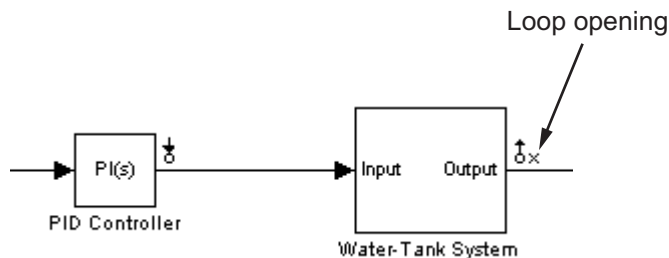 Loop opening
PI(s)
Input Output
PID Controller
Water-Tank System